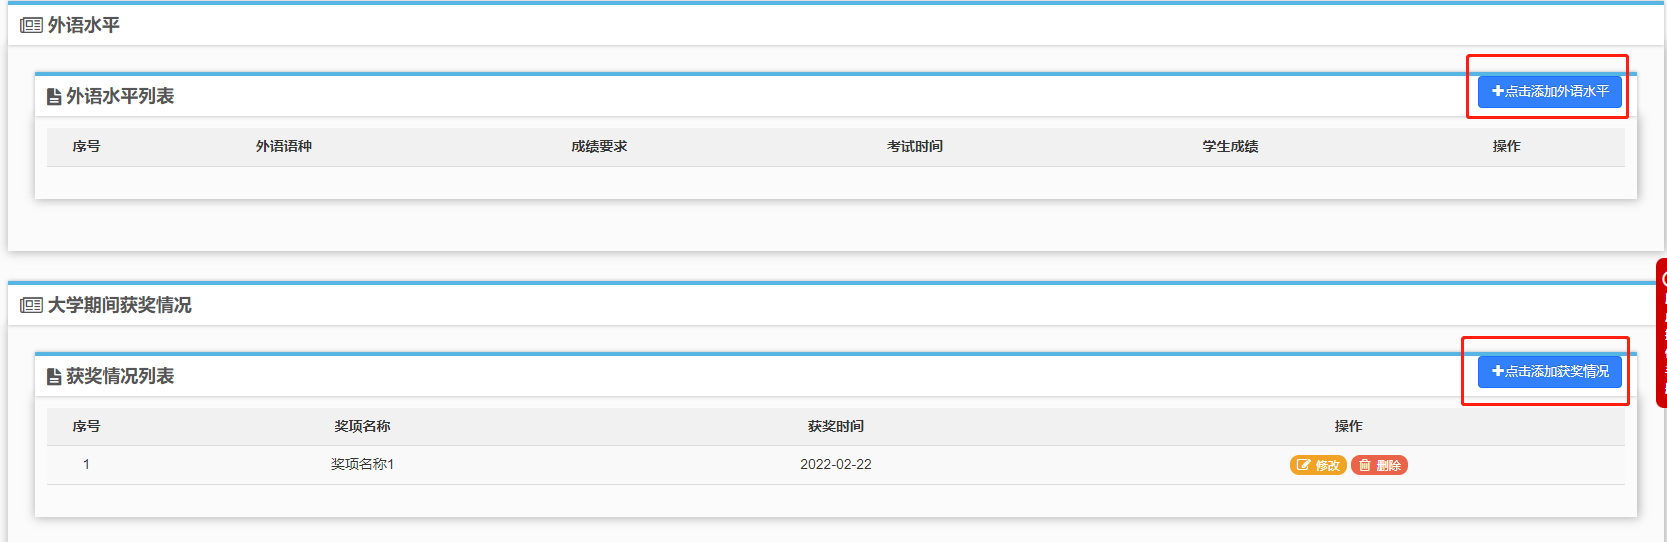 外语水平
外语水平列表
点击添加外语水平
序号 外语语种 成绩要求 考试时间 学生成绩 操作
大学期间获奖情况
获奖情况列表
点击添加获奖情况
序号 奖项名称 获奖时间 操作
1 奖项名称1 2022-02-22 修改 删除